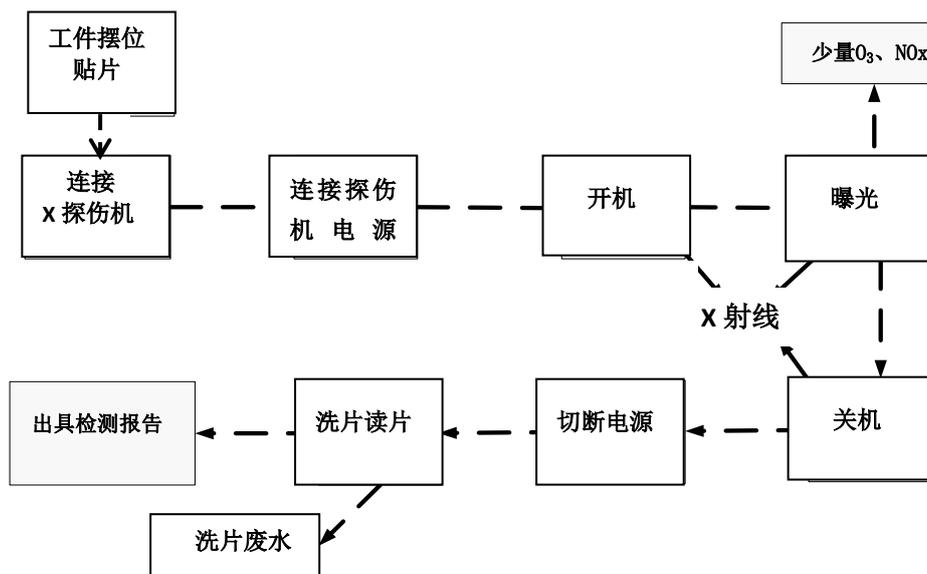 工件摆位
贴片
少量O₃、NOx
连接
X 探伤机
连接探伤
机 电 源
开机
曝光
X 射线
出具检测报告
洗片读片
切断电源
关机
洗片废水